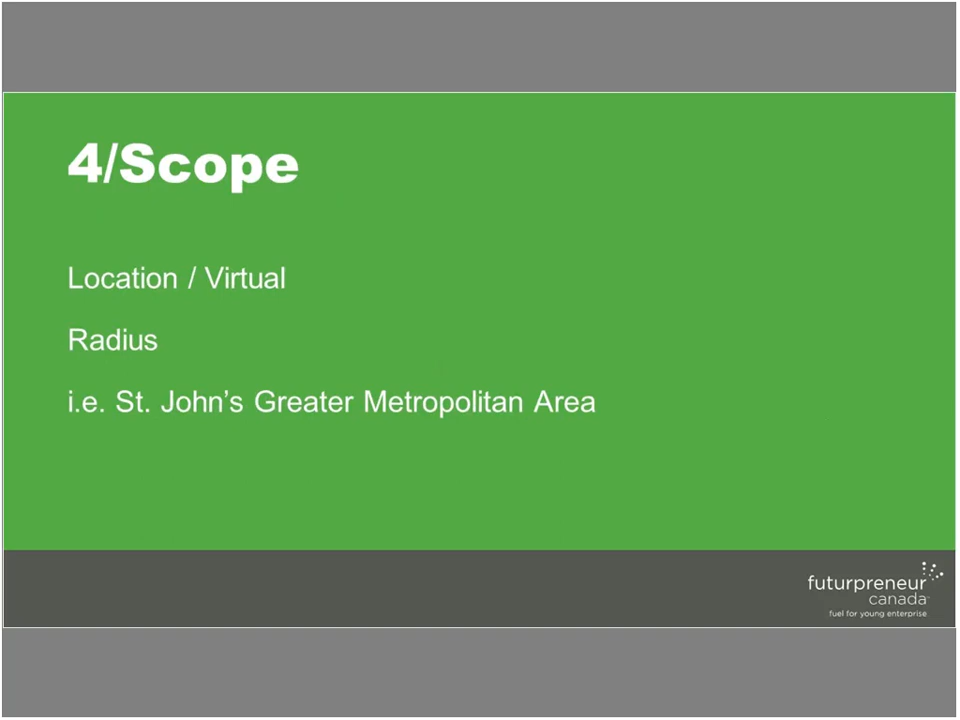 4/Scope
Location / Virtual
Radius
i.e. St. John’s Greater Metropolitan Area
futurpreneur
canada
fuel for young enterprise